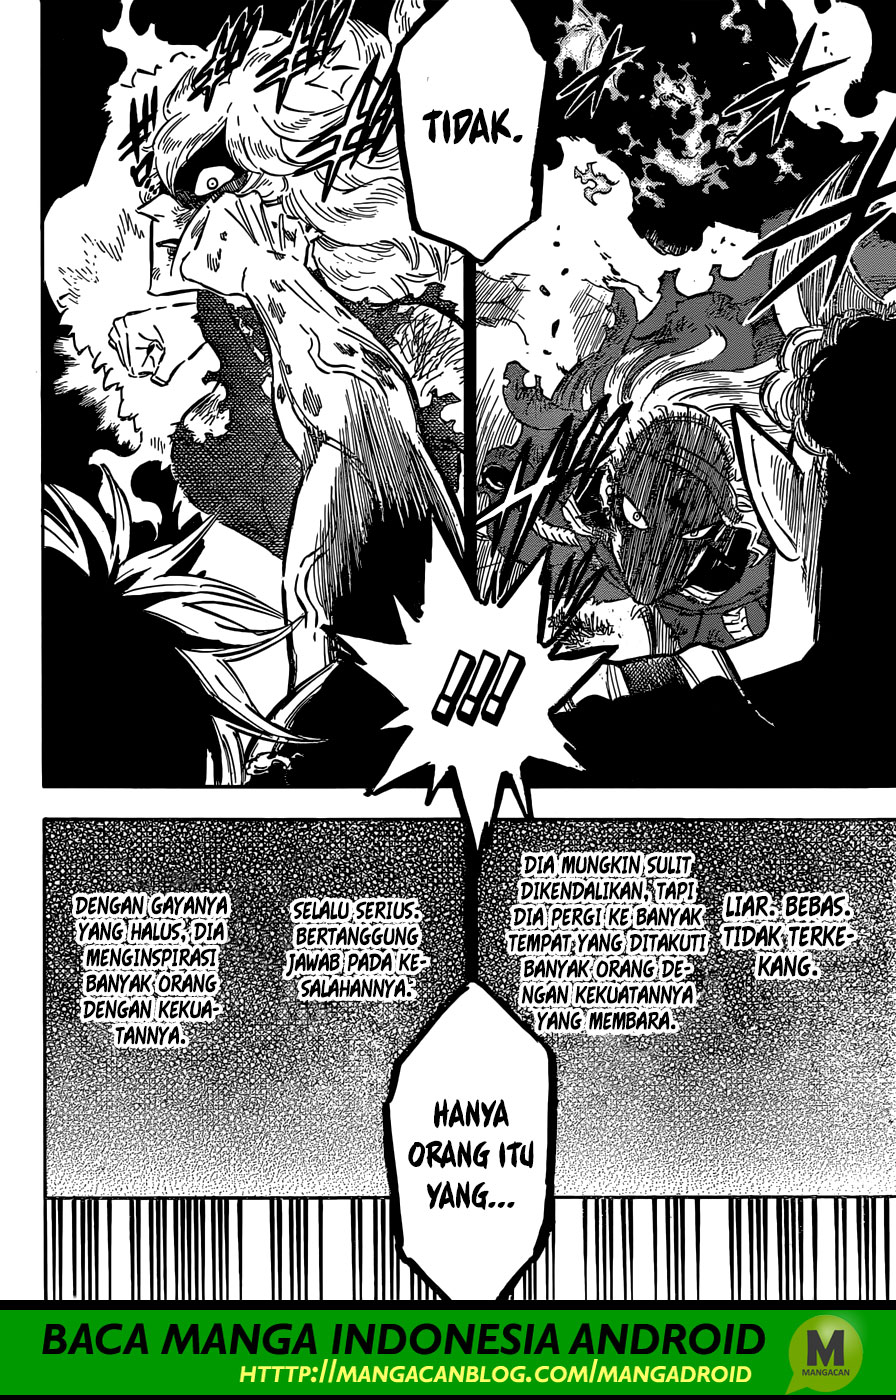 TIDAK.
!!!
LIAR. BEBAS.
TIDAK TERKE-
KANG.
DIA MUNGKIN SULIT
DIKENDALIKAN, TAPI
DIA PERGI KE BANYAK
TEMPAT YANG DITAKUTI
BANYAK ORANG DE-
NGAN KEKUATANNYA
YANG MEMBARA.
SELALU SERIUS.
BERTANGGUNG
JAWAB PADA KE-
SALAHANNYA.
DENGAN GAYANYA
YANG HALUS, DIA
MENGINSPIRASI
BANYAK ORANG
DENGAN KEKUA-
TANNYA.
HANYA
ORANG ITU
YANG...
BACA MANGA INDONESIA ANDROID
HTTTP://MANGACANBLOG.COM/MANGADROID
M
MANGACAN